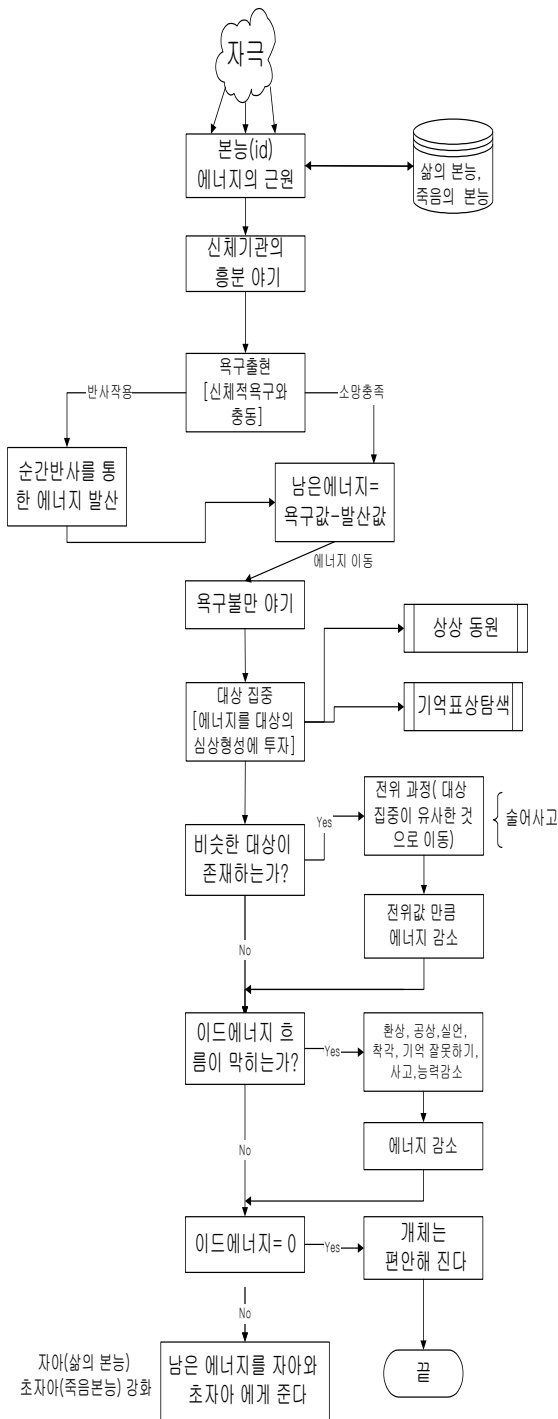 자극
본능(id)
에너지의 근원
삶의 본능,
죽음의 본능
신체기관의
흥분 야기
욕구출현
[신체적욕구와
충동]
반사작용
소망충족
순간반사를 통
한 에너지 발산
남은에너지=
욕구값-발산값
에너지 이동
욕구불만 야기
상상 동원
대상 집중
[에너지를 대상의
심상형성에 투자]
기억표상탐색
비슷한 대상이
존재하는가?
Yes
전위 과정( 대상
집중이 유사한 것
으로 이동)
술어사고
전위값 만큼
에너지 감소
No
이드에너지 흐
름이 막히는가?
Yes
환상, 공상,실언,
착각, 기억 잘못하기,
사고,능력감소
에너지 감소
No
이드에너지= 0
Yes
개체는
편안해 진다
No
끝
자아(삶의 본능)
초자아(죽음본능) 강화
남은 에너지를 자아와
초자아 에게 준다